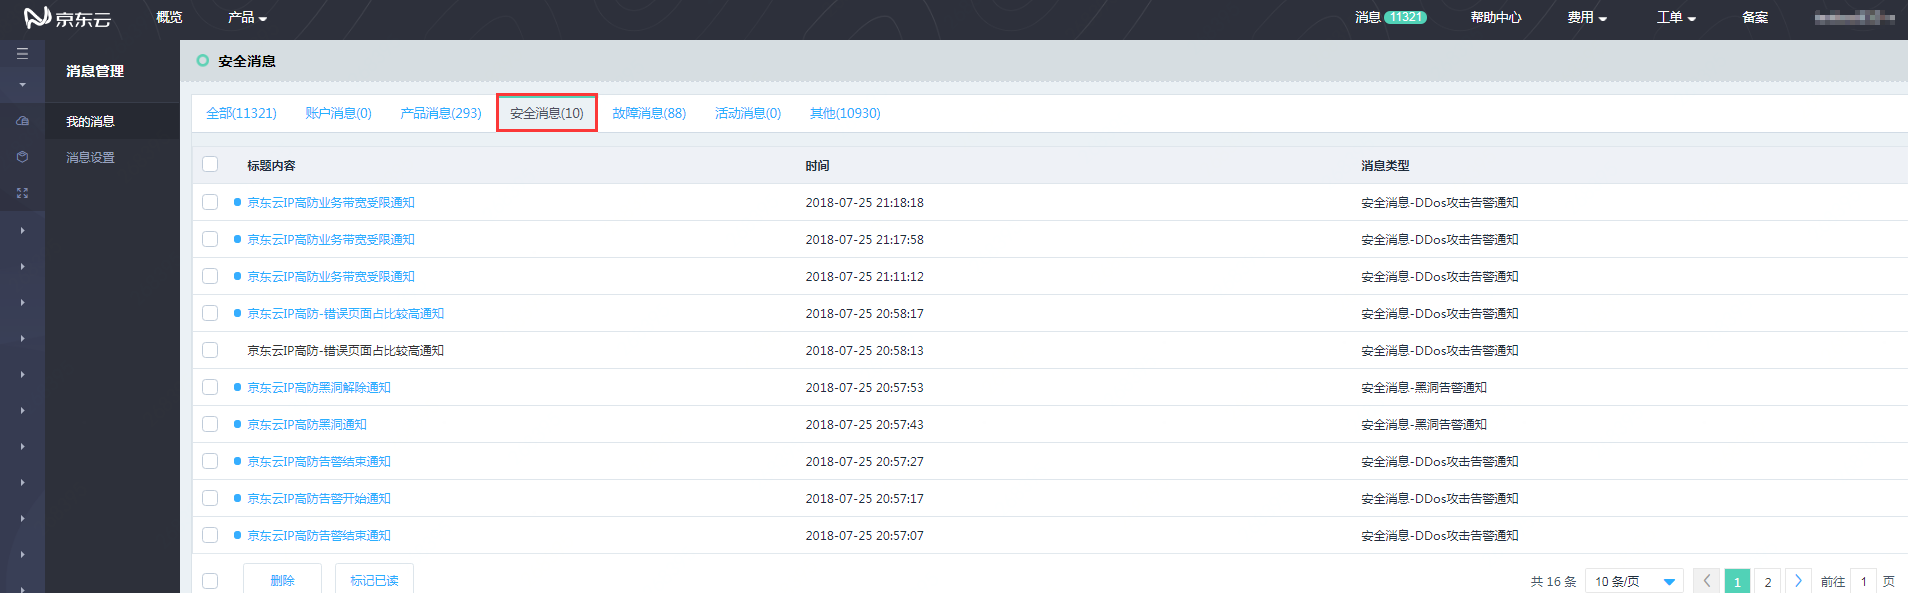 京东云 概览 产品 消息 11321 帮助中心 费用 工单 备案
消息管理
我的消息
消息设置
安全消息
全部(11321) 账户消息(0) 产品消息(293) 安全消息(10) 故障消息(88) 活动消息(0) 其他(10930)
标题内容 时间 消息类型
京东云IP高防业务带宽受限通知 2018-07-25 21:18:18 安全消息-DDos攻击告警通知
京东云IP高防业务带宽受限通知 2018-07-25 21:17:58 安全消息-DDos攻击告警通知
京东云IP高防业务带宽受限通知 2018-07-25 21:11:12 安全消息-DDos攻击告警通知
京东云IP高防-错误页面占比较高通知 2018-07-25 20:58:17 安全消息-DDos攻击告警通知
京东云IP高防-错误页面占比较高通知 2018-07-25 20:58:13 安全消息-DDos攻击告警通知
京东云IP高防黑洞解除通知 2018-07-25 20:57:53 安全消息-黑洞告警通知
京东云IP高防黑洞通知 2018-07-25 20:57:43 安全消息-黑洞告警通知
京东云IP高防告警结束通知 2018-07-25 20:57:27 安全消息-DDos攻击告警通知
京东云IP高防告警开始通知 2018-07-25 20:57:17 安全消息-DDos攻击告警通知
京东云IP高防告警结束通知 2018-07-25 20:57:07 安全消息-DDos攻击告警通知
删除 标记已读 共 16 条 10 条/页 1 2 前往 1 页